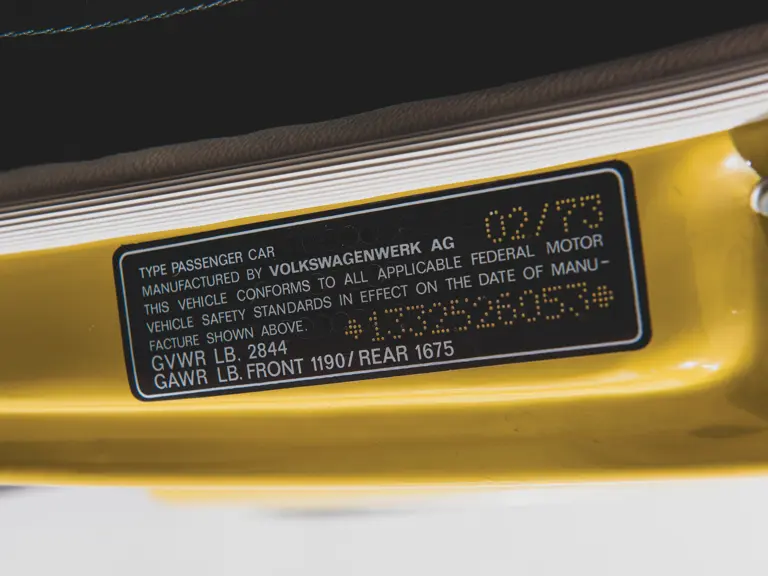 TYPE PASSENGER CAR 02/73
MANUFACTURED BY VOLKSWAGENWERK AG
THIS VEHICLE CONFORMS TO ALL APPLICABLE FEDERAL MOTOR
VEHICLE SAFETY STANDARDS IN EFFECT ON THE DATE OF MANU-
FACTURE SHOWN ABOVE. *1332526053*
GVWR LB. 2844
GAWR LB. FRONT 1190/REAR 1675